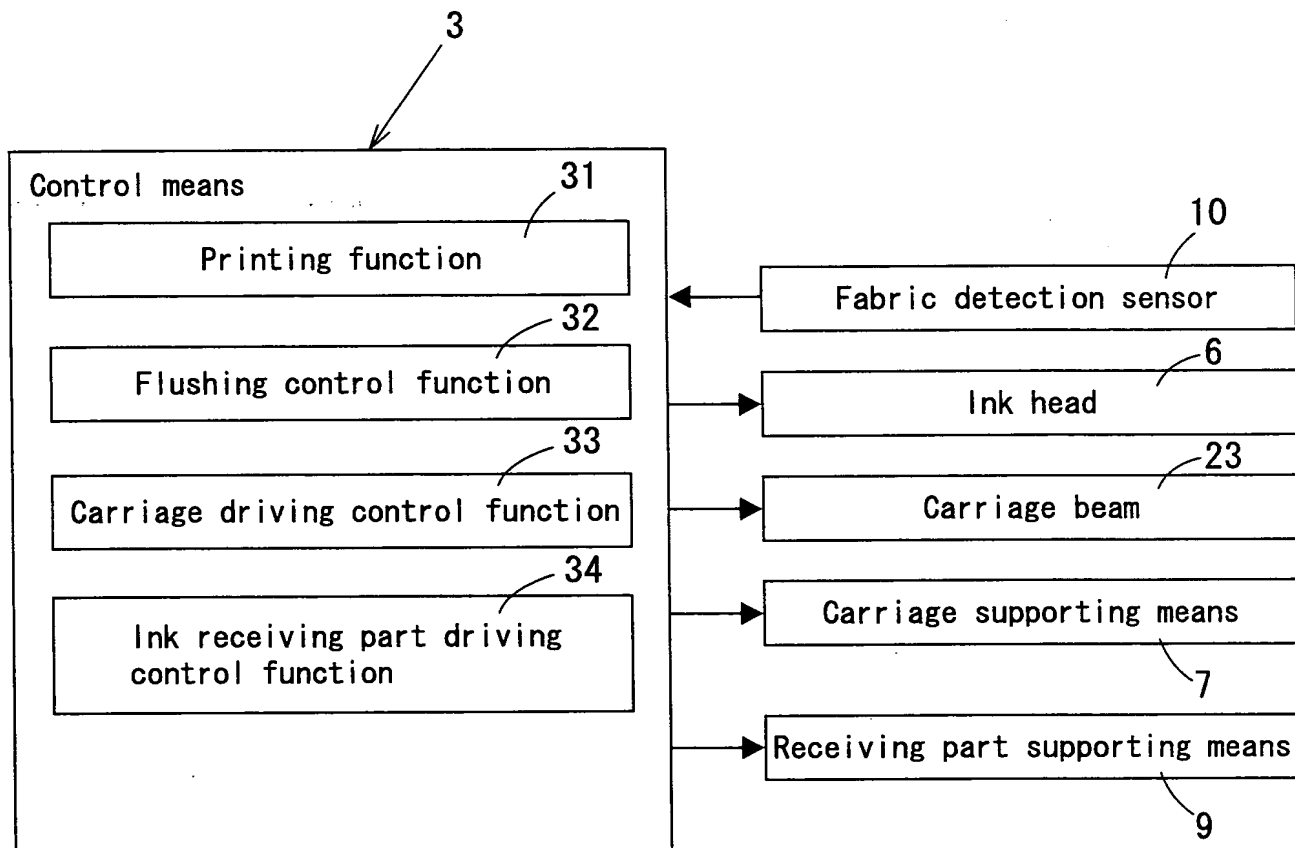 3
Control means
31
Printing function
32
Flushing control function
33
Carriage driving control function
34
Ink receiving part driving
control function
10
Fabric detection sensor
6
Ink head
23
Carriage beam
Carriage supporting means
7
Receiving part supporting means
9